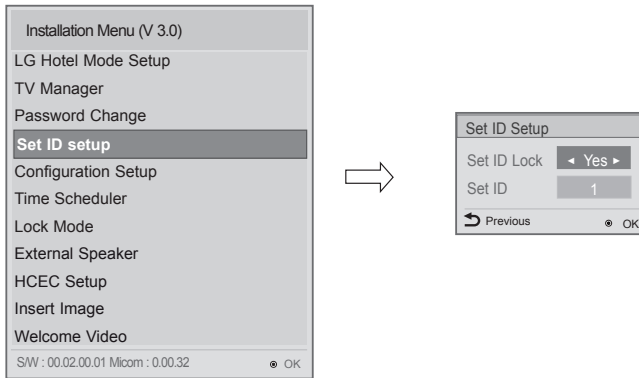 Installation Menu (V 3.0)
LG Hotel Mode Setup
TV Manager
Password Change
Set ID setup
Configuration Setup
Time Scheduler
Lock Mode
External Speaker
HCEC Setup
Insert Image
Welcome Video
S/W : 00.02.00.01 Micom : 0.00.32 ◉ OK
Set ID Setup
Set ID Lock ◄ Yes ►
Set ID 1
Previous ◉ OK